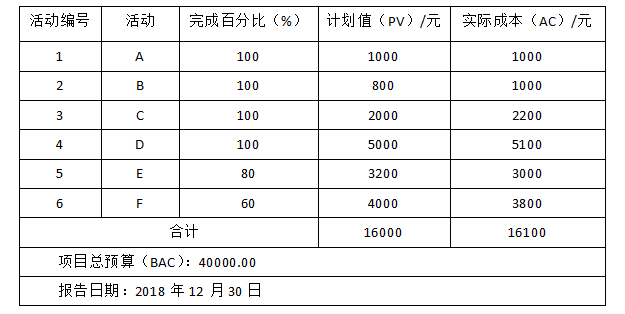 活动编号 活动 完成百分比（%） 计划值（PV）/元 实际成本（AC）/元
1 A 100 1000 1000
2 B 100 800 1000
3 C 100 2000 2200
4 D 100 5000 5100
5 E 80 3200 3000
6 F 60 4000 3800
合计 16000 16100
项目总预算（BAC）：40000.00
报告日期：2018 年 12 月 30 日